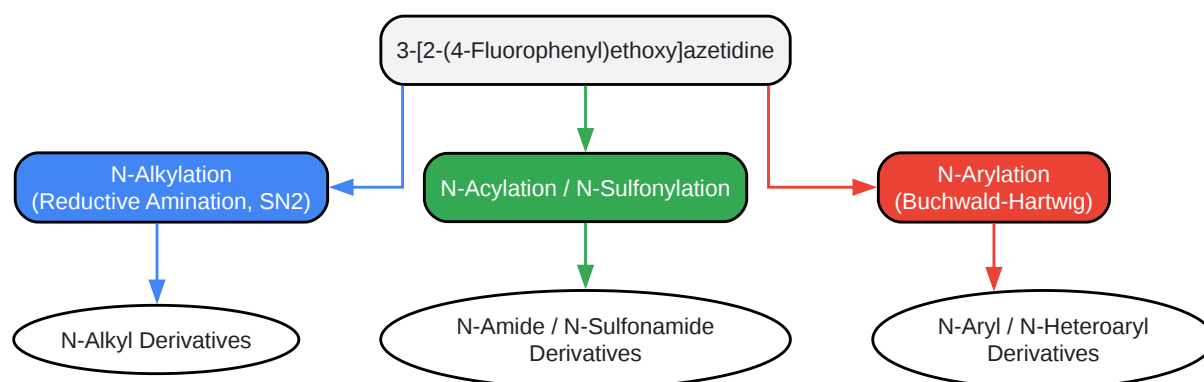 3-[2-(4-Fluorophenyl)ethoxy]azetidine
N-Alkylation
(Reductive Amination, SN2)
N-Acylation / N-Sulfonylation
N-Arylation
(Buchwald-Hartwig)
N-Alkyl Derivatives
N-Amide / N-Sulfonamide
Derivatives
N-Aryl / N-Heteroaryl
Derivatives